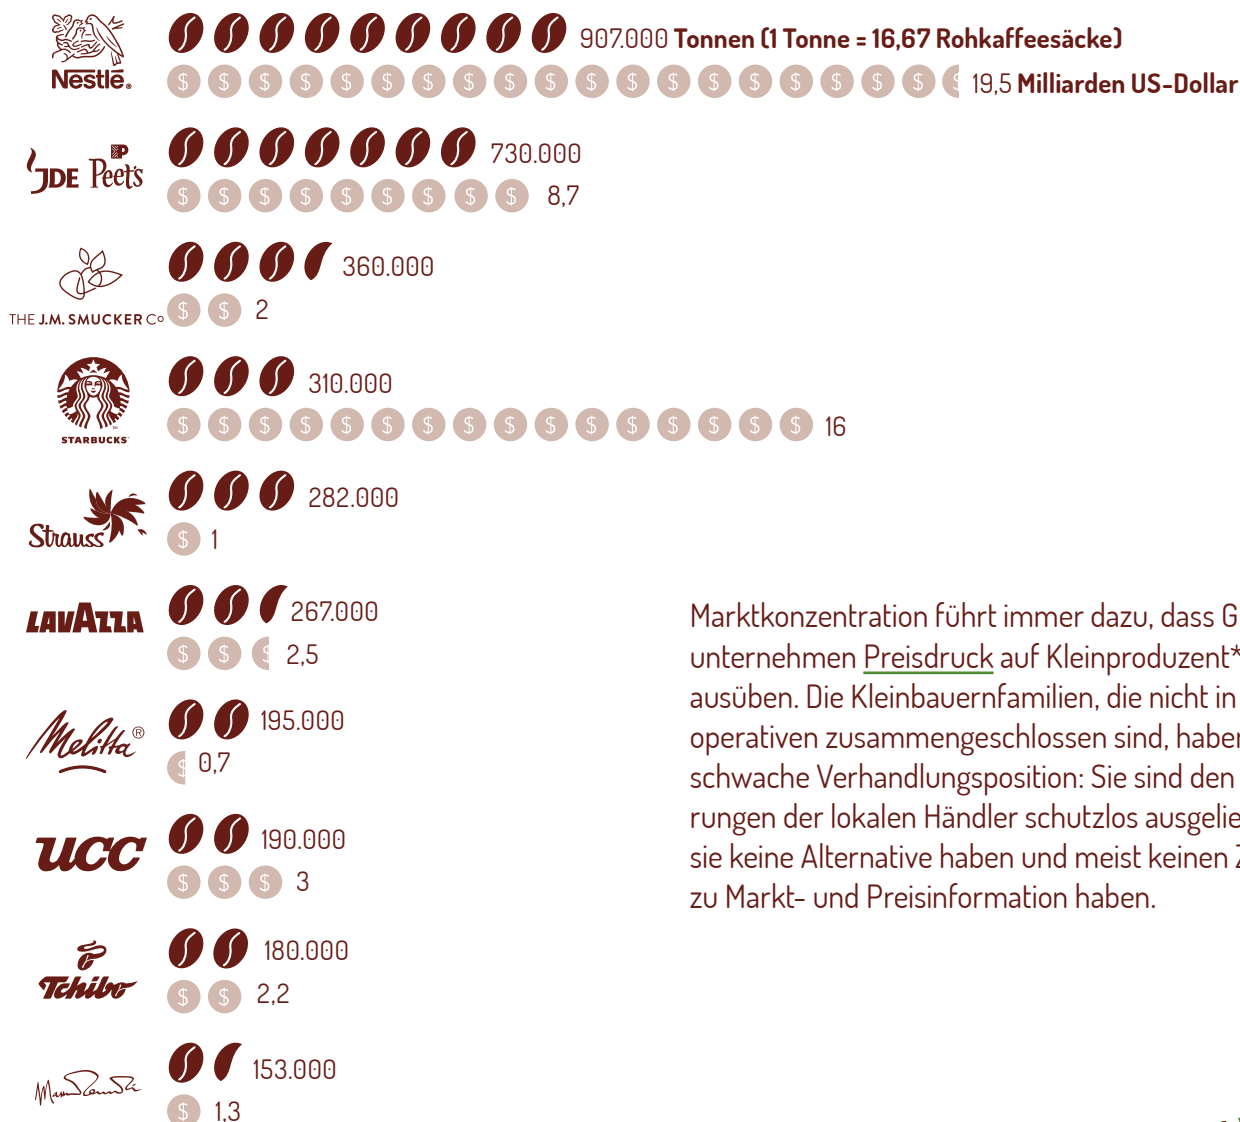 Nestlé®
907.000 Tonnen (1 Tonne = 16,67 Rohkaffeesäcke)
19,5 Milliarden US-Dollar
JDE Peet's
730.000
8,7
THE J.M. SMUCKER Co
360.000
2
STARBUCKS
310.000
16
Strauss
282.000
1
LAVAZZA
267.000
2,5
Melitta®
195.000
0,7
UCC
190.000
3
Tchibo
180.000
2,2
153.000
1,3
Marktkonzentration führt immer dazu, dass G
unternehmen Preisdruck auf Kleinproduzent*
ausüben. Die Kleinbauernfamilien, die nicht in
operativen zusammengeschlossen sind, haben
schwache Verhandlungsposition: Sie sind den
rungen der lokalen Händler schutzlos ausgelie
sie keine Alternative haben und meist keinen Z
zu Markt- und Preisinformation haben.